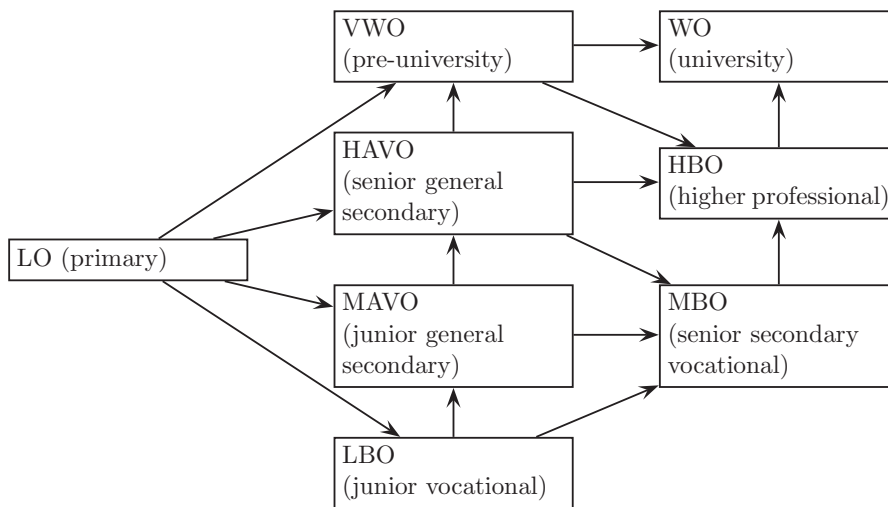 VWO
(pre-university)
WO
(university)
HAVO
(senior general
secondary)
HBO
(higher professional)
LO (primary)
MAVO
(junior general
secondary)
MBO
(senior secondary
vocational)
LBO
(junior vocational)